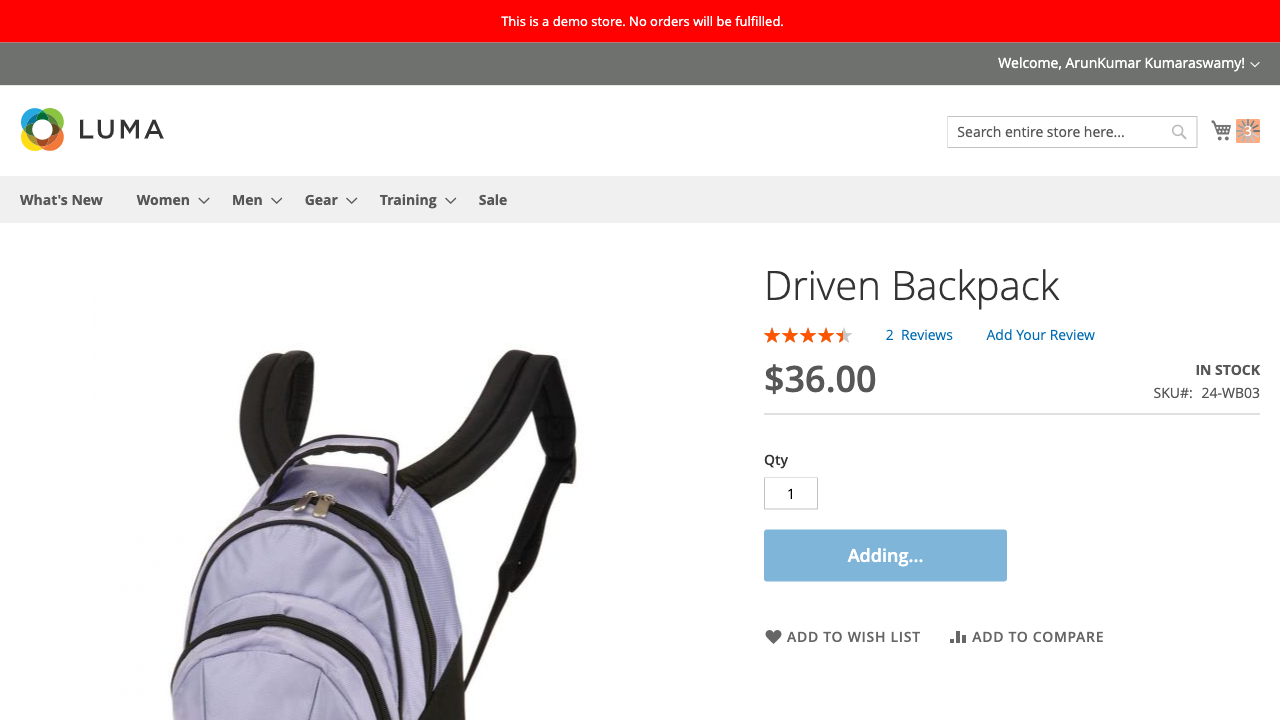 This is a demo store. No orders will be fulfilled.
Welcome, ArunKumar Kumaraswamy!
LUMA
Search entire store here...
3
What's New Women Men Gear Training Sale
Driven Backpack
2 Reviews Add Your Review
$36.00
IN STOCK
SKU#: 24-WB03
Qty
1
Adding...
ADD TO WISH LIST ADD TO COMPARE